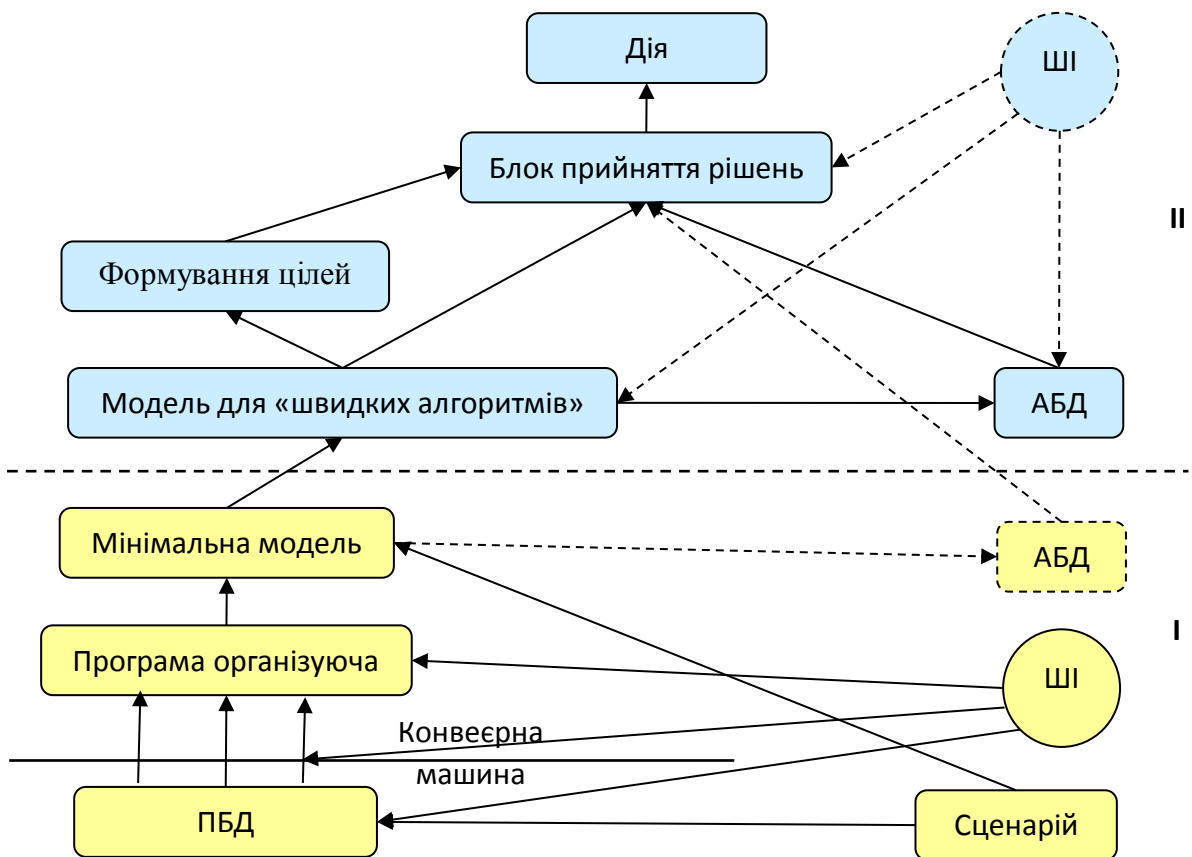 Дія
ШІ
Блок прийняття рішень
II
Формування цілей
Модель для «швидких алгоритмів»
АБД
Мінімальна модель
АБД
I
Програма організуюча
ШІ
Конвеєрна
машина
ПБД
Сценарій